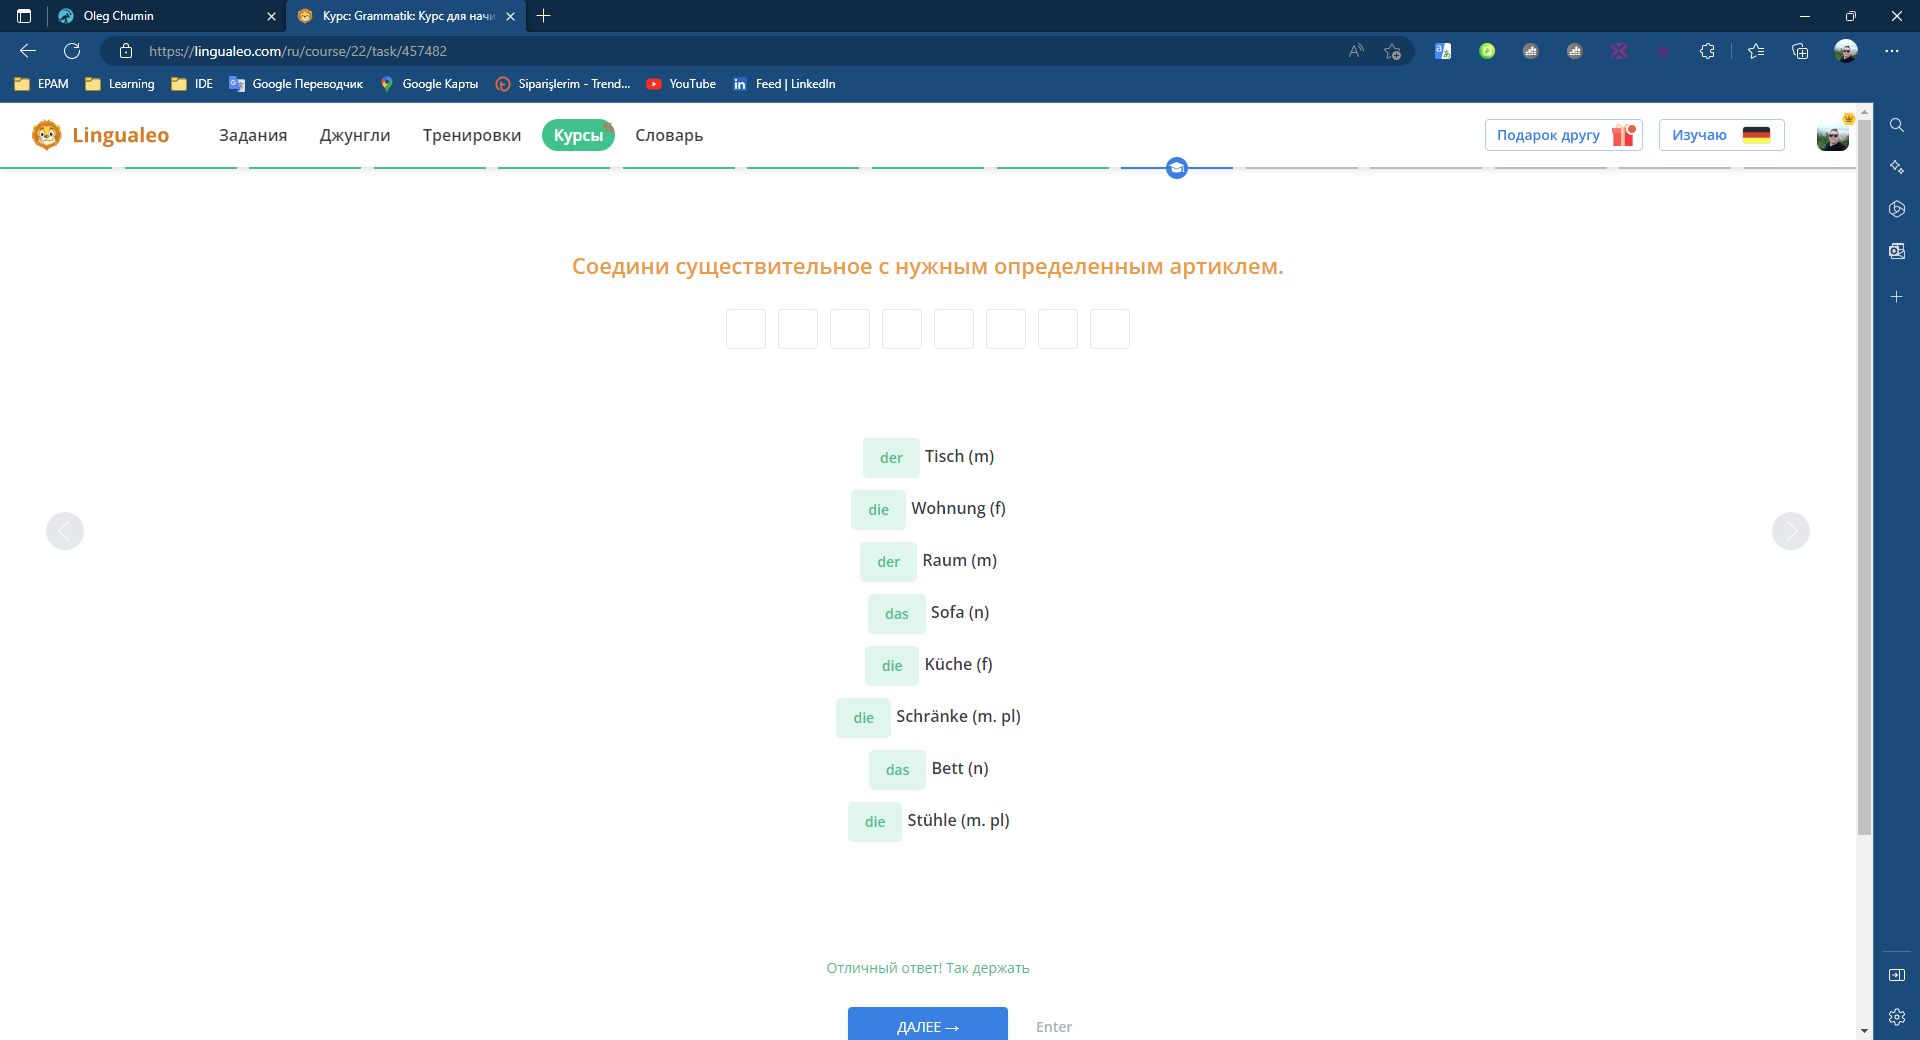 Oleg Chumin
Курс: Grammatik: Курс для начи
https://lingualeo.com/ru/course/22/task/457482
EPAM
Learning
IDE
Google Переводчик
Google Карты
Siparişlerim - Trend...
YouTube
Feed | LinkedIn
Lingualeo
Задания
Джунгли
Тренировки
Курсы
Словарь
Подарок другу
Изучаю
Соедини существительное с нужным определенным артиклем.
der Tisch (m)
die Wohnung (f)
der Raum (m)
das Sofa (n)
die Küche (f)
die Schränke (m. pl)
das Bett (n)
die Stühle (m. pl)
Отличный ответ! Так держать
ДАЛЕЕ →
Enter